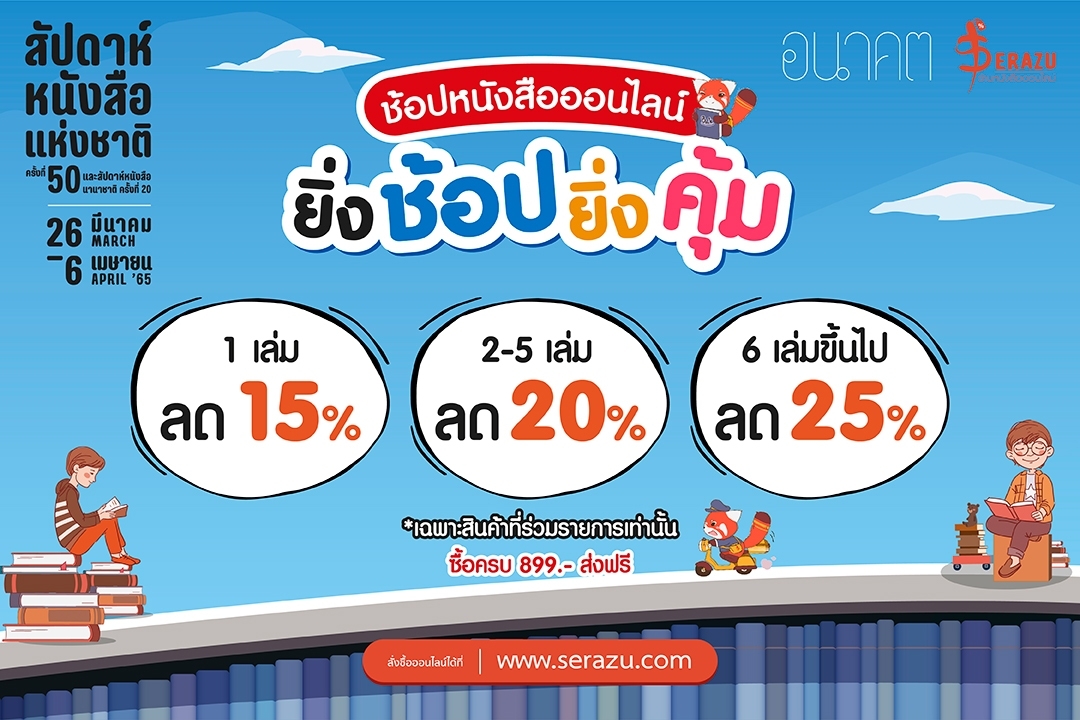 สัปดาห์
หนังสือ
แห่งชาติ
ครั้งที่ 50 และสัปดาห์หนังสือ
นานาชาติ ครั้งที่ 20
26 มีนาคม
MARCH
–6 เมษายน
APRIL '65
อนาคต
SERAZU
ช้อปหนังสือออนไลน์
ยิ่งช้อปยิ่งคุ้ม
1 เล่ม
ลด 15%
2-5 เล่ม
ลด 20%
6 เล่มขึ้นไป
ลด 25%
*เฉพาะสินค้าที่ร่วมรายการเท่านั้น
ซื้อครบ 899.- ส่งฟรี
สั่งซื้อออนไลน์ได้ที่ www.serazu.com